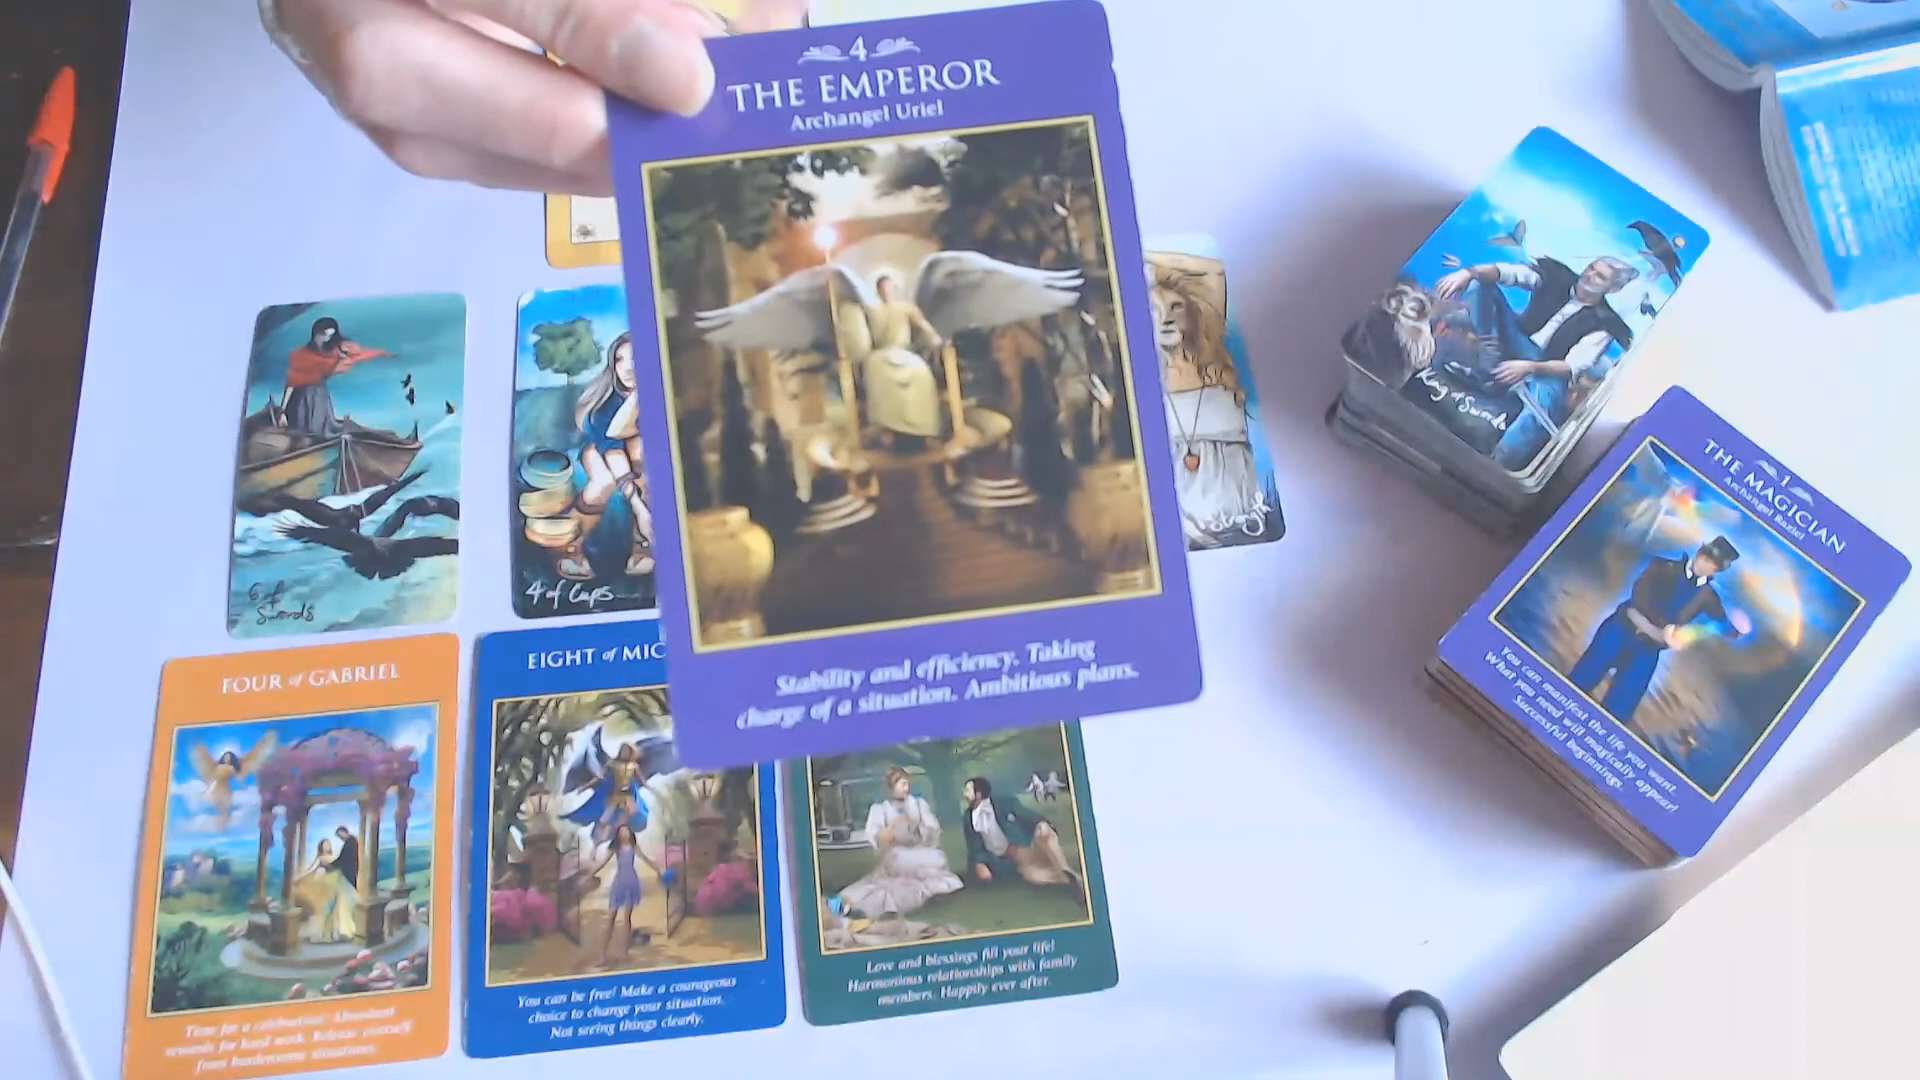 4
THE EMPEROR
Archangel Uriel
Stability and efficiency. Taking
charge of a situation. Ambitious plans.
6 of
Swords
4 of Cups
Strength
King of Swords
1
THE MAGICIAN
Archangel Raziel
You can manifest the life you want.
What you need will magically appear!
Successful beginnings.
FOUR of GABRIEL
Time for a celebration! Abundant
rewards for hard work. Release yourself
from burdensome situations.
EIGHT of MIC
You can be free! Make a courageous
choice to change your situation.
Not seeing things clearly.
Love and blessings fill your life!
Harmonious relationships with family
members. Happily ever after.